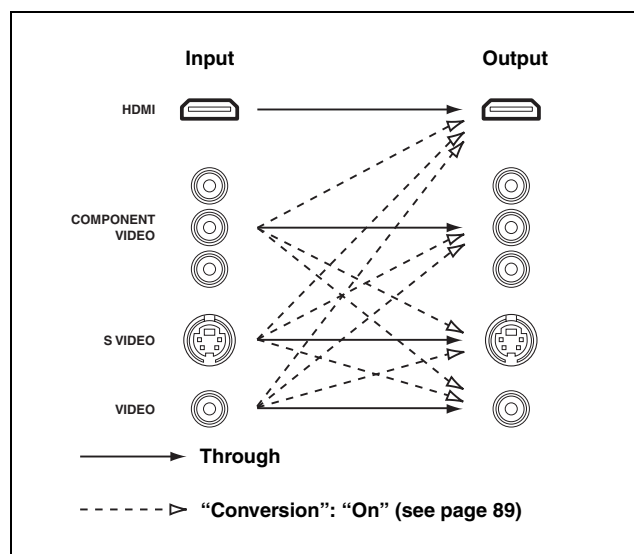 Input
Output
HDMI
COMPONENT
VIDEO
S VIDEO
VIDEO
Through
“Conversion”: “On” (see page 89)